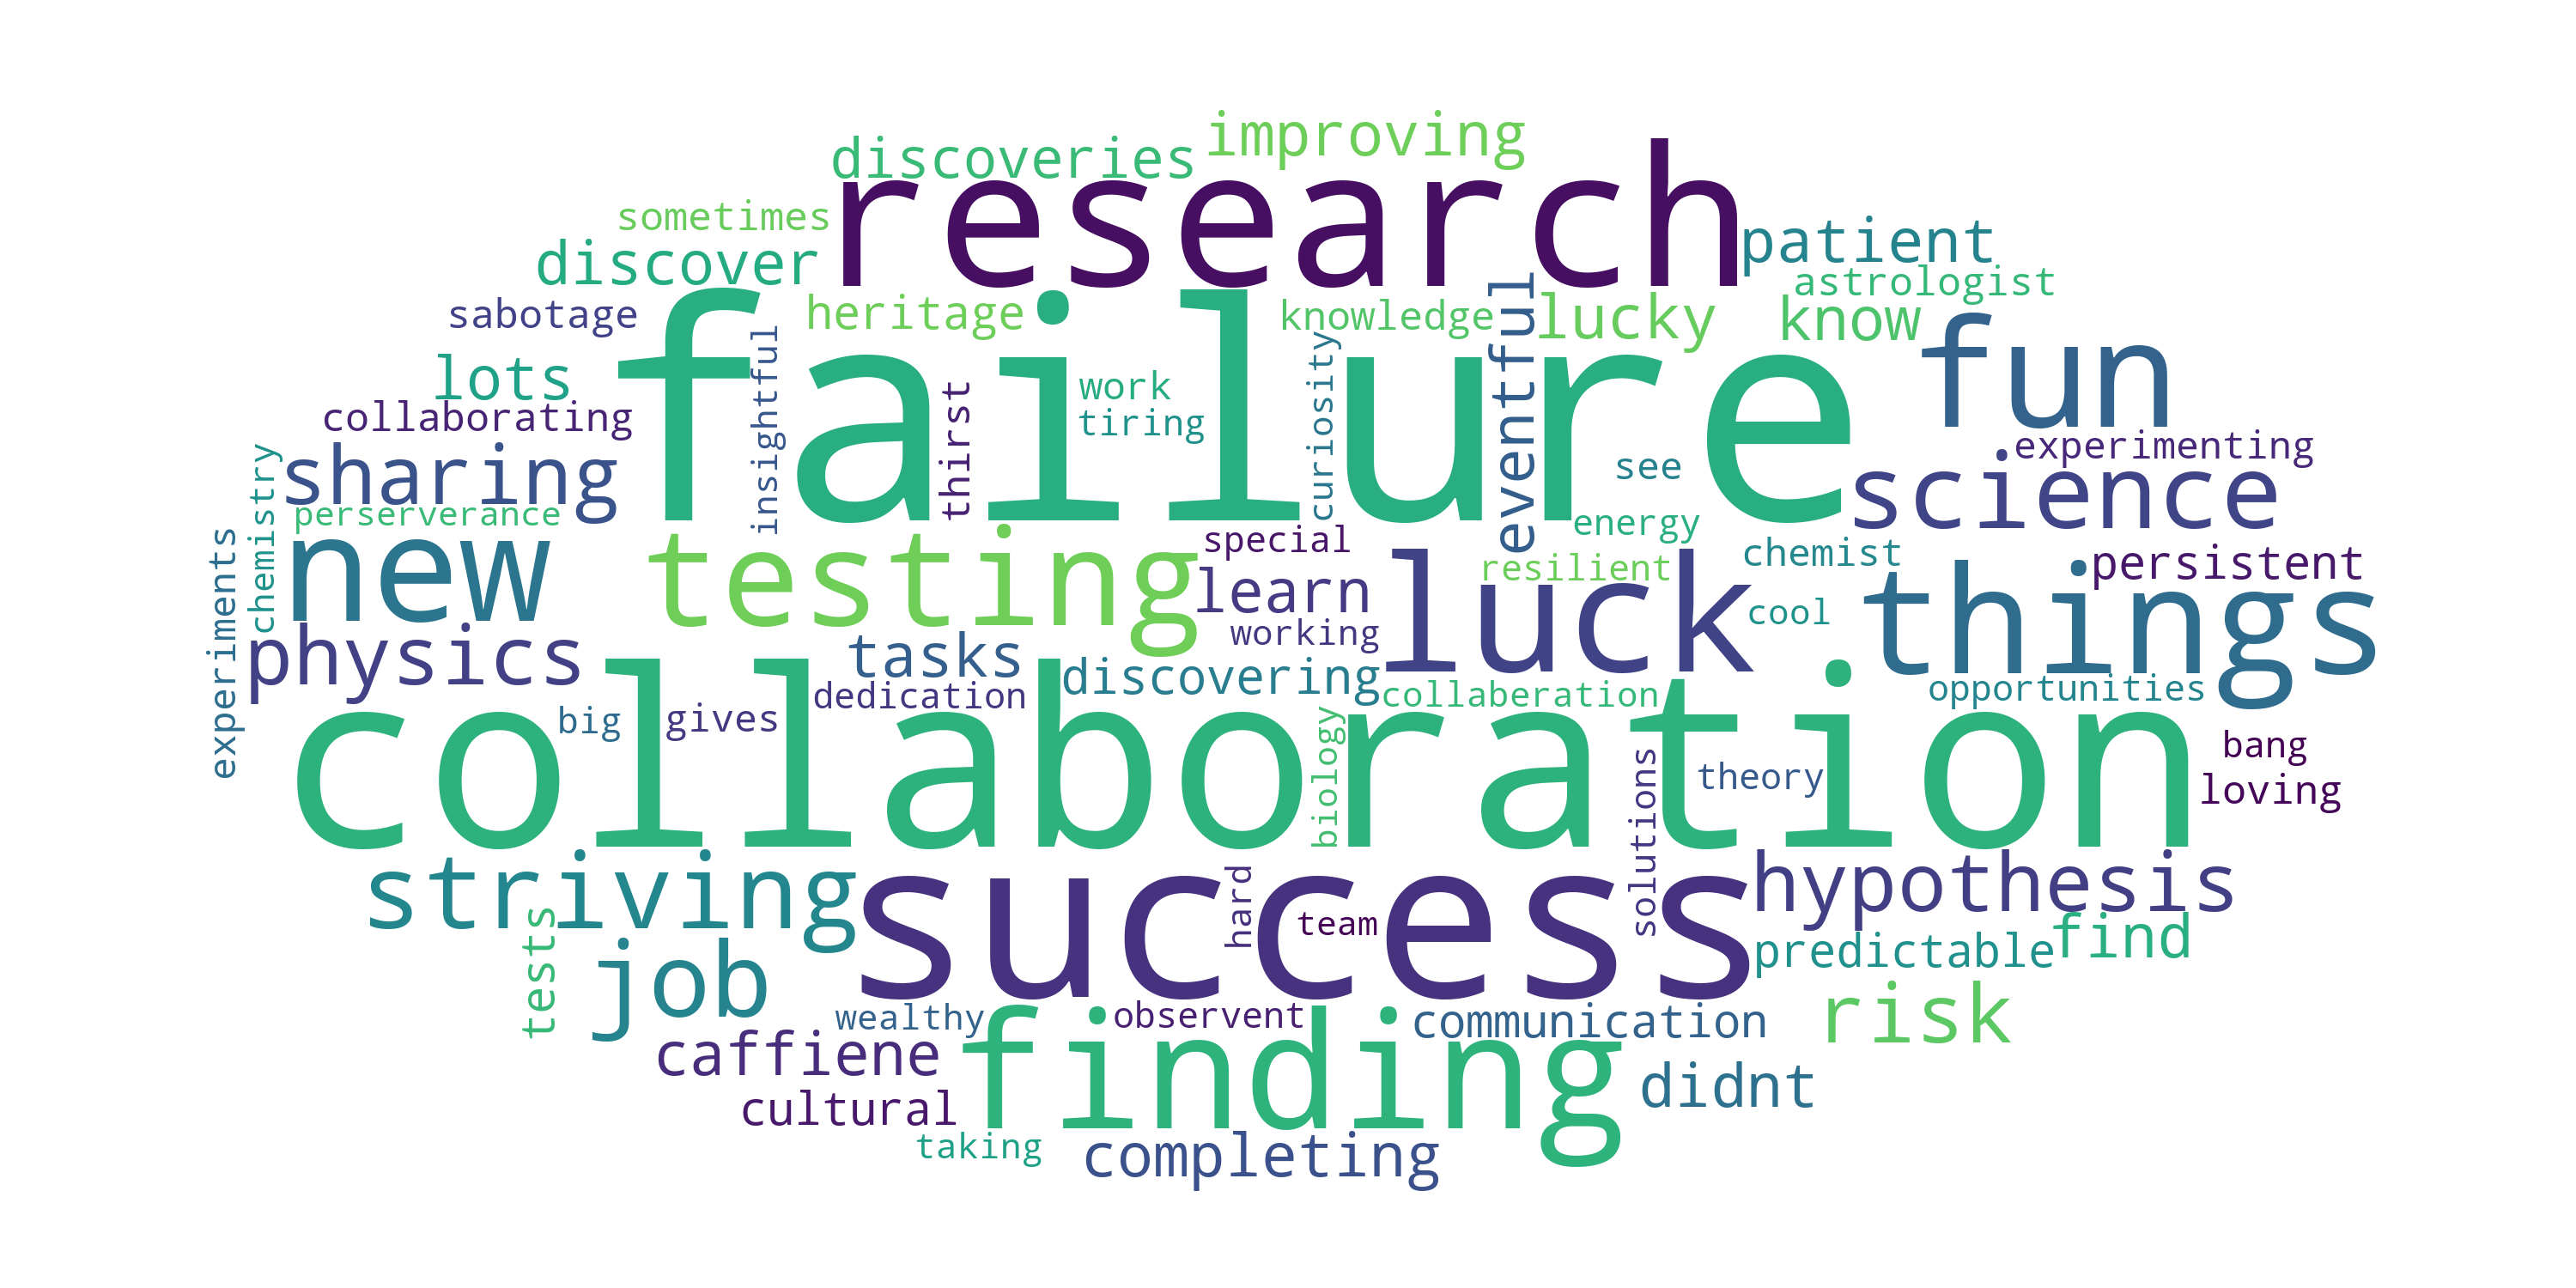 improving
discoveries
research
sometimes
patient
discover
astrologist
sabotage
heritage
knowledge
lucky
know
failure
fun
eventful
insightful
curiosity
lots
work
thirst
collaborating
tiring
experimenting
sharing
see
science
chemistry
perserverance
energy
new
testing
special
chemist
persistent
experiments
learn
resilient
luck
things
cool
working
physics
tasks
discovering
dedication
collaberation
opportunities
big
gives
collaboration
biology
bang
theory
loving
solutions
striving
success
hypothesis
hard
team
tests
find
predictable
job
wealthy
observent
communication
risk
caffiene
finding
didnt
cultural
taking
completing